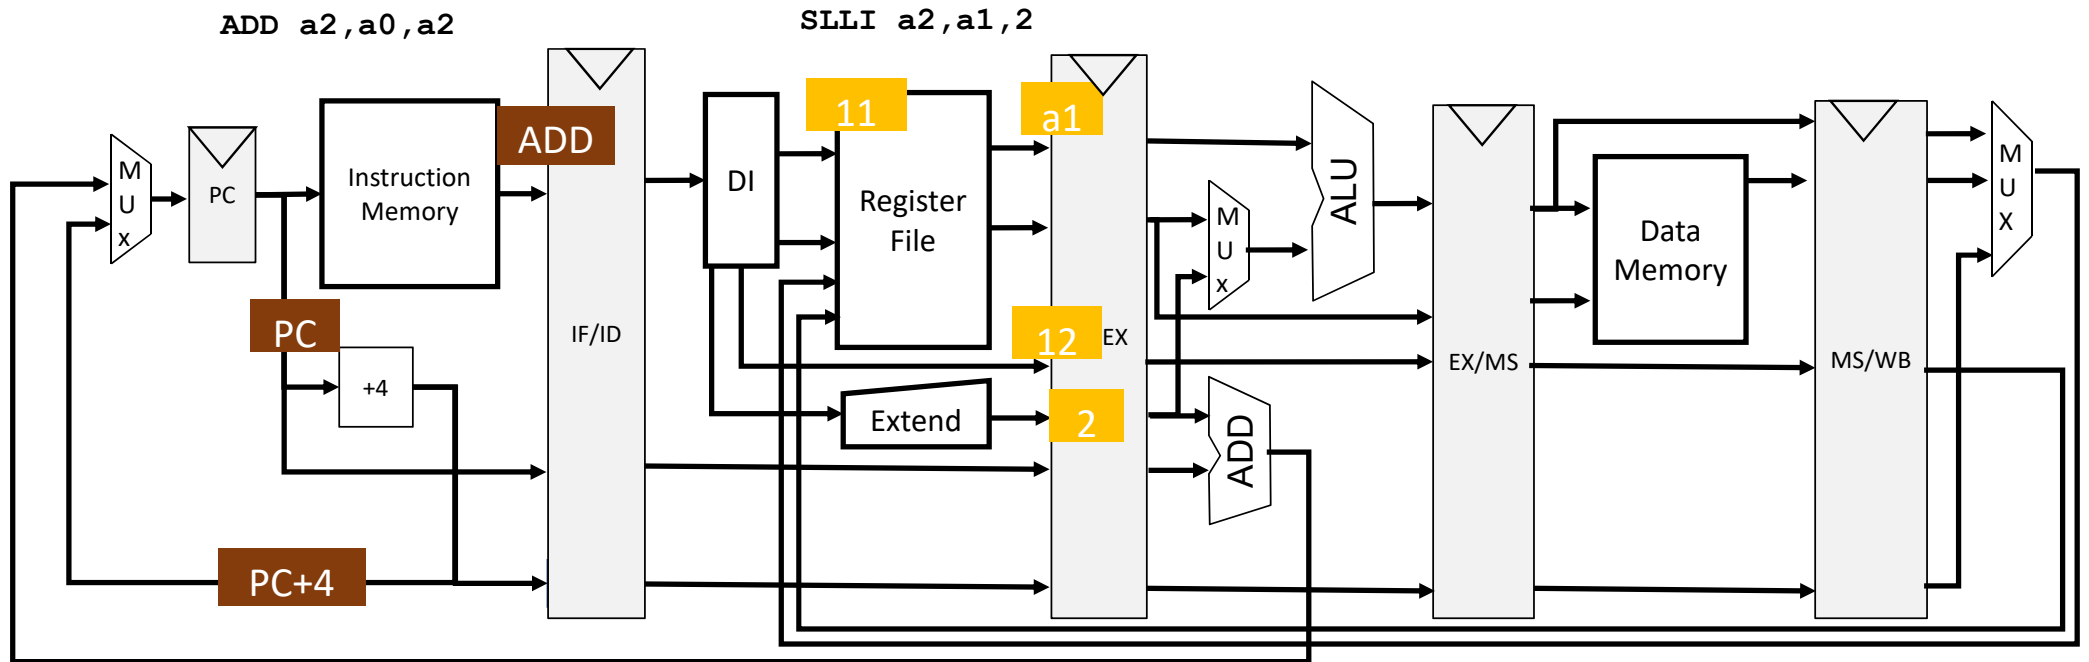 ADD a2,a0,a2
SLLI a2,a1,2
M
U
x
PC
Instruction
Memory
ADD
PC
+4
PC+4
IF/ID
DI
11
Register
File
a1
12
EX
2
Extend
M
U
x
ALU
ADD
EX/MS
Data
Memory
MS/WB
M
U
X